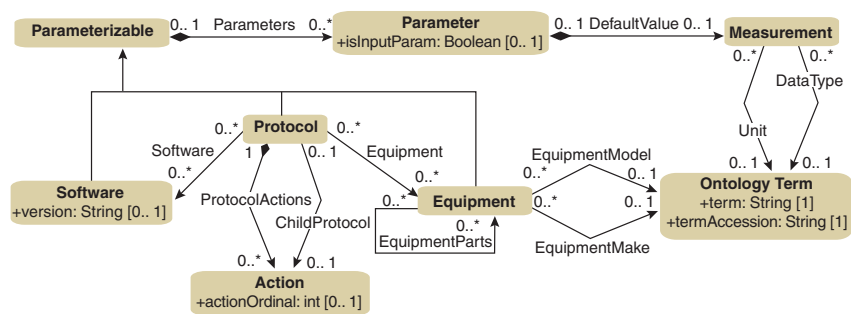 Parameterizable
0.. 1
Parameters
0..*
Parameter
+isInputParam: Boolean [0.. 1]
0.. 1
DefaultValue
0.. 1
Measurement
0..*
0..*
DataType
Unit
0.. 1
0.. 1
0..*
Protocol
0..*
Software
1
0.. 1
Equipment
0..*
0..*
Software
+version: String [0.. 1]
ProtocolActions
ChildProtocol
0..*
Equipment
0..*
0..*
EquipmentParts
0..*
EquipmentModel
0.. 1
0..*
0.. 1
EquipmentMake
Ontology Term
+term: String [1]
+termAccession: String [1]
0..*
0.. 1
Action
+actionOrdinal: int [0.. 1]